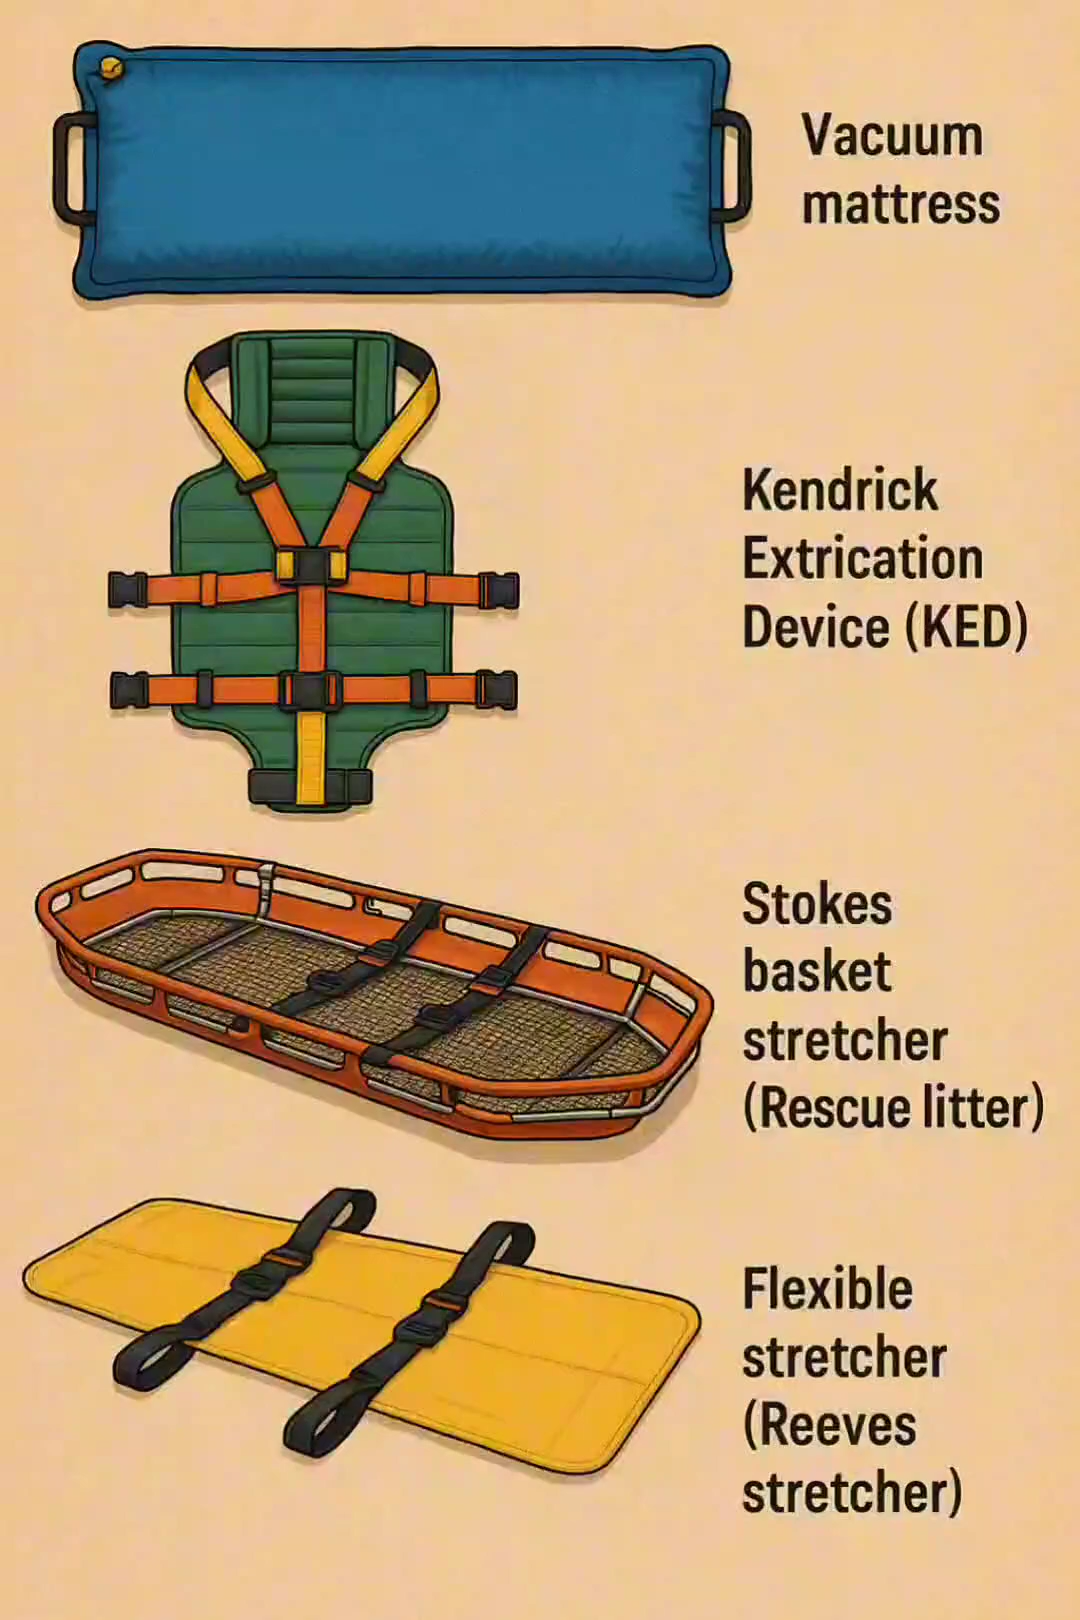 Vacuum
mattress
Kendrick
Extrication
Device (KED)
Stokes
basket
stretcher
(Rescue litter)
Flexible
stretcher
(Reeves
stretcher)